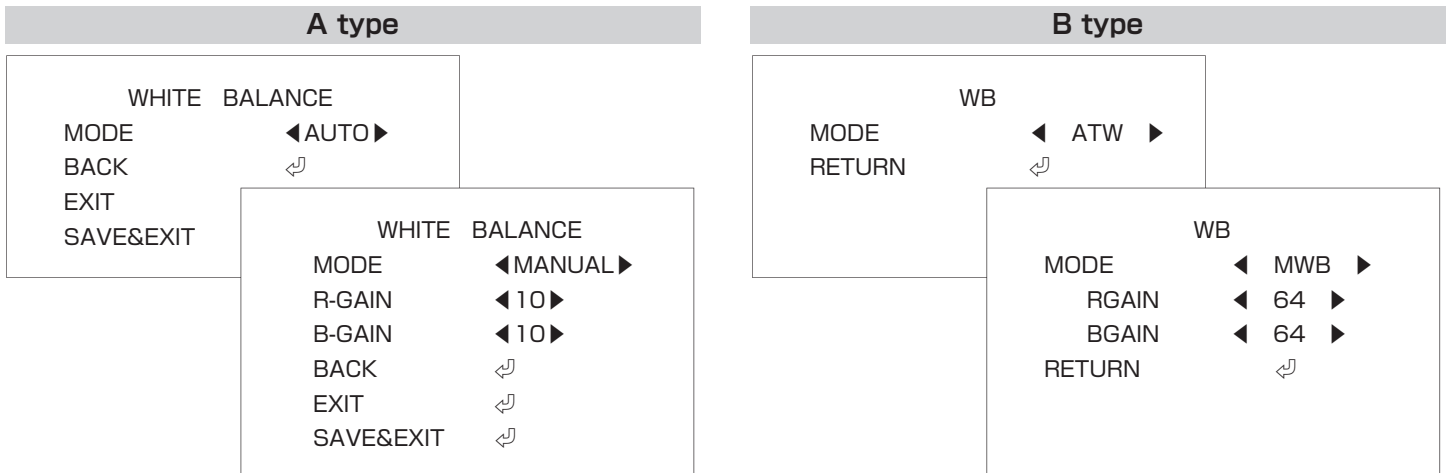 A type
WHITE BALANCE
MODE ◀AUTO▶
BACK ⏎
EXIT
SAVE&EXIT
WHITE BALANCE
MODE ◀MANUAL▶
R-GAIN ◀10▶
B-GAIN ◀10▶
BACK ⏎
EXIT ⏎
SAVE&EXIT ⏎
B type
WB
MODE ◀ ATW ▶
RETURN ⏎
WB
MODE ◀ MWB ▶
RGAIN ◀ 64 ▶
BGAIN ◀ 64 ▶
RETURN ⏎